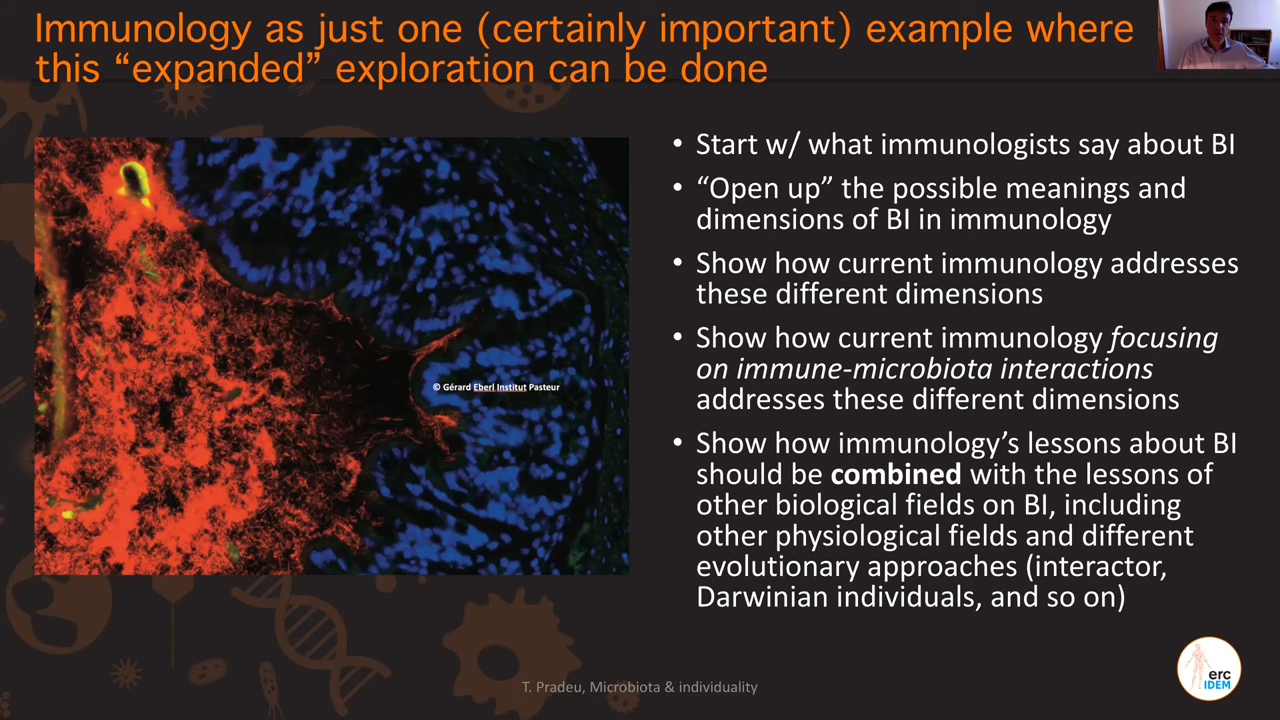 Immunology as just one (certainly important) example where
this “expanded” exploration can be done
© Gérard Eberl Institut Pasteur
• Start w/ what immunologists say about BI
• “Open up” the possible meanings and
dimensions of BI in immunology
• Show how current immunology addresses
these different dimensions
• Show how current immunology focusing
on immune-microbiota interactions
addresses these different dimensions
• Show how immunology’s lessons about BI
should be combined with the lessons of
other biological fields on BI, including
other physiological fields and different
evolutionary approaches (interactor,
Darwinian individuals, and so on)
T. Pradeu, Microbiota & individuality
erc
IDEM